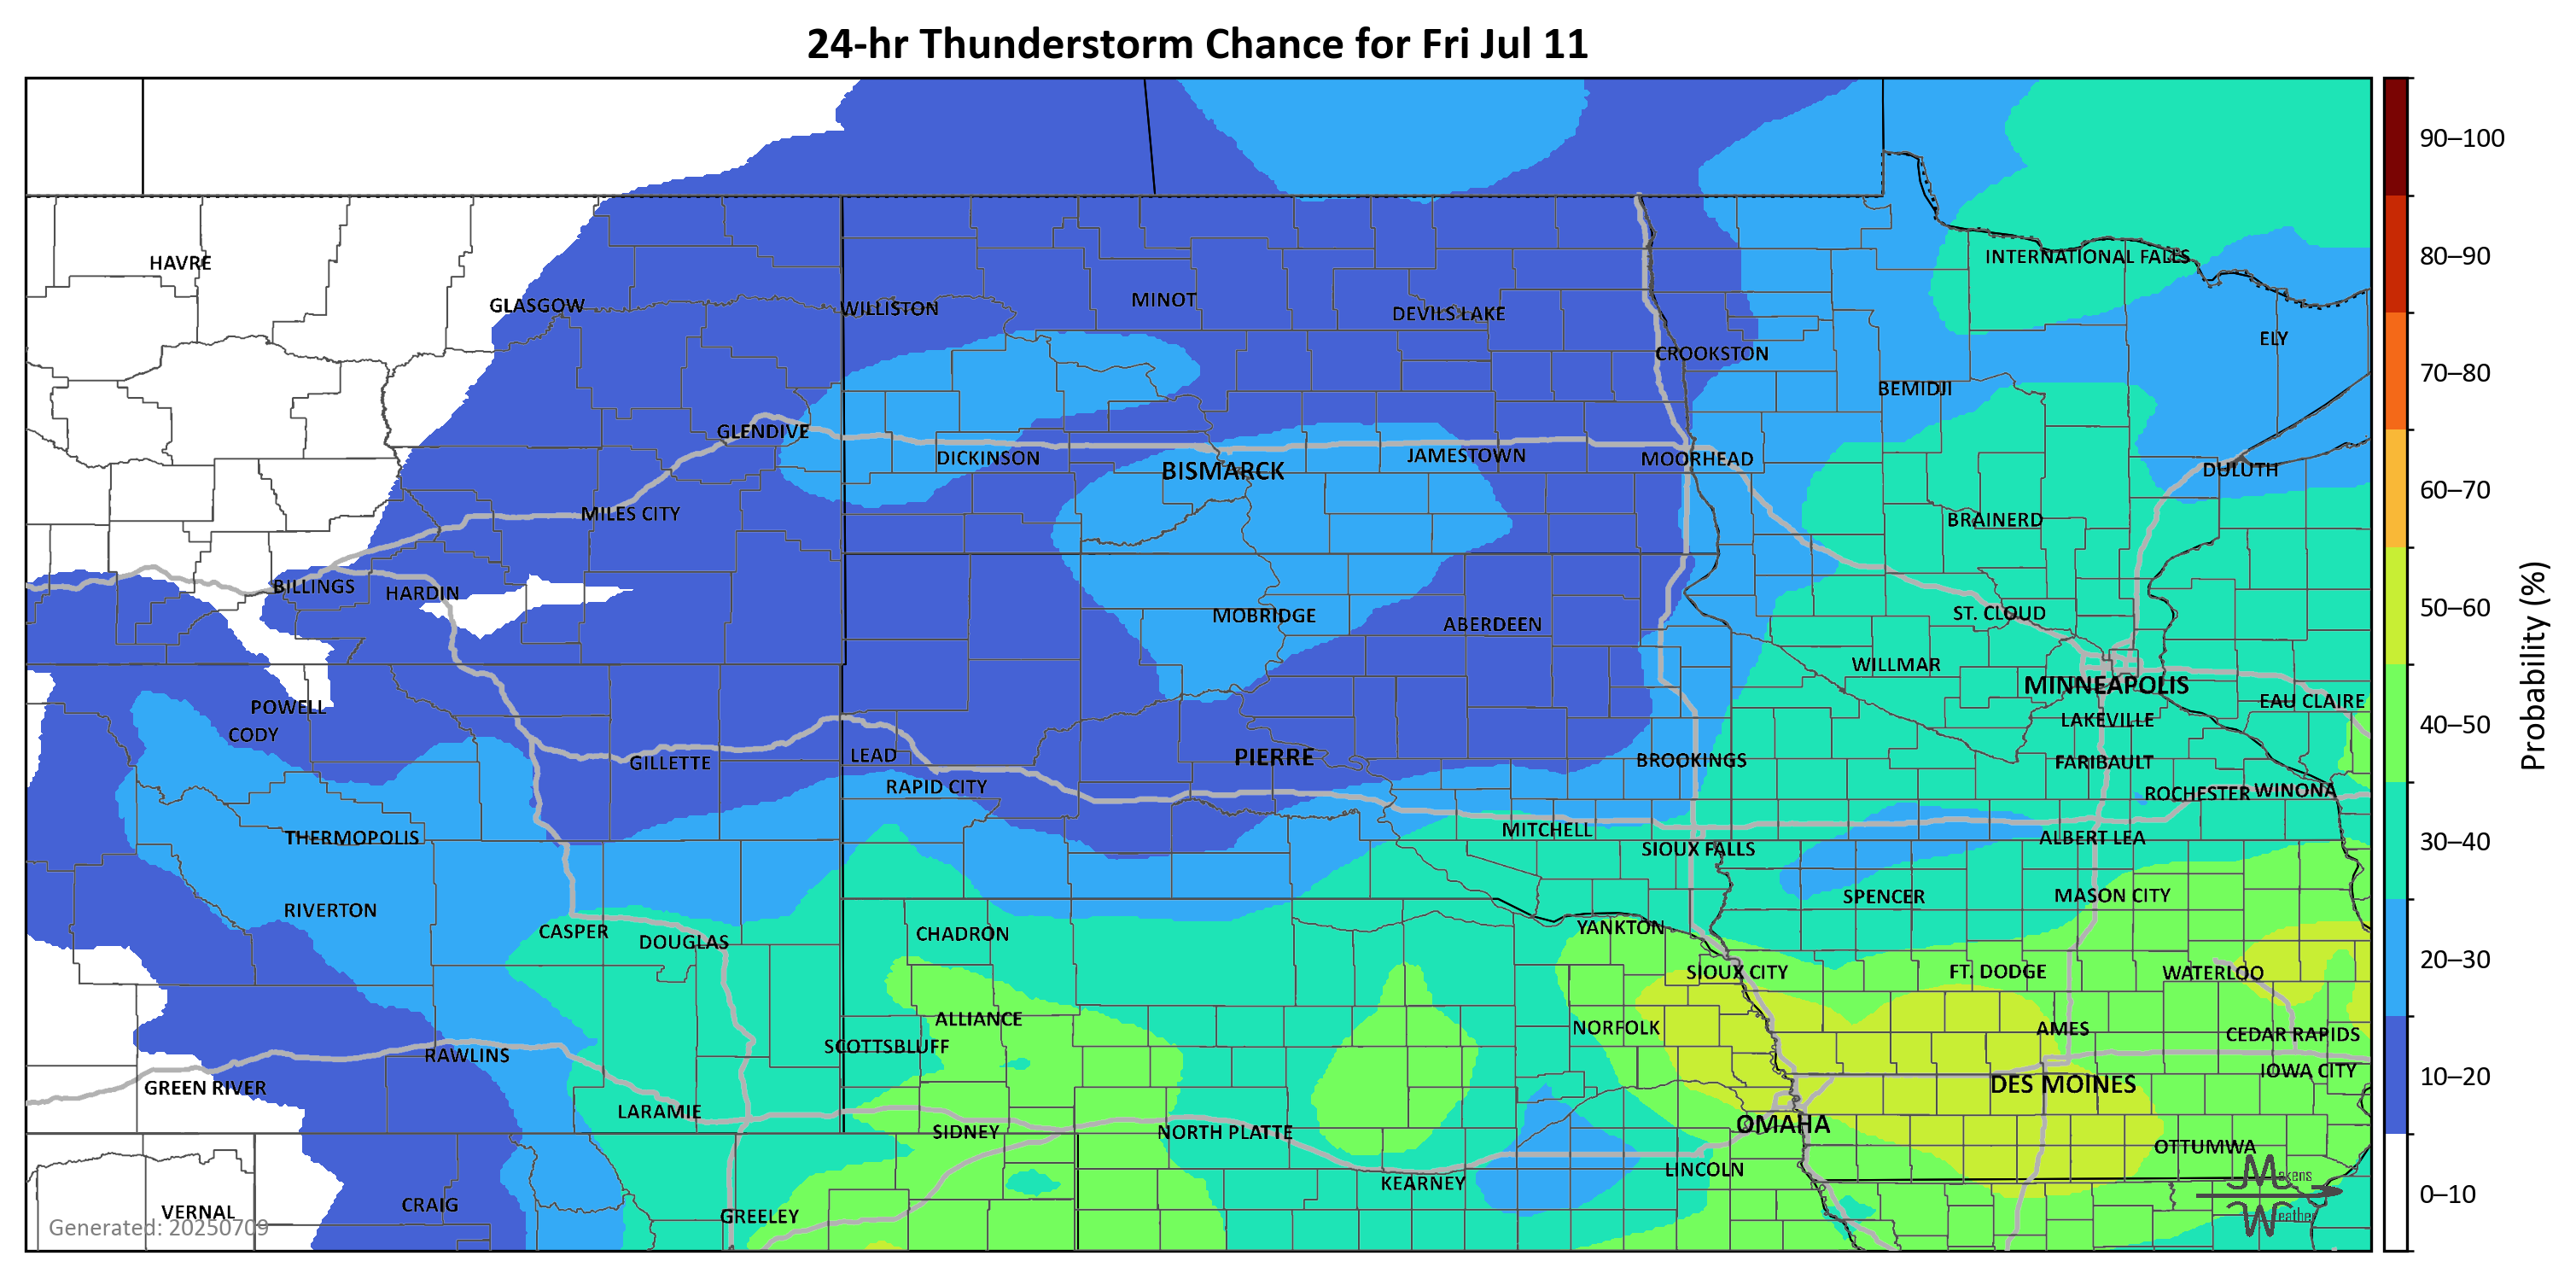 24-hr Thunderstorm Chance for Fri Jul 11
90–100
80–90
70–80
60–70
50–60
40–50
30–40
20–30
10–20
0–10
Probability (%)
HAVRE
GLASGOW
WILLISTON
MINOT
DEVILS LAKE
INTERNATIONAL FALLS
ELY
CROOKSTON
BEMIDJI
GLENDIVE
DICKINSON
BISMARCK
JAMESTOWN
MOORHEAD
DULUTH
MILES CITY
BRAINERD
BILLINGS
HARDIN
MOBRIDGE
ABERDEEN
ST. CLOUD
WILLMAR
MINNEAPOLIS
EAU CLAIRE
POWELL
CODY
LAKEVILLE
GILLETTE
LEAD
PIERRE
BROOKINGS
FARIBAULT
RAPID CITY
ROCHESTER
WINONA
THERMOPOLIS
MITCHELL
ALBERT LEA
SIOUX FALLS
RIVERTON
SPENCER
MASON CITY
CASPER
DOUGLAS
CHADRON
YANKTON
SIOUX CITY
FT. DODGE
WATERLOO
ALLIANCE
NORFOLK
AMES
CEDAR RAPIDS
SCOTTSBLUFF
RAWLINS
IOWA CITY
GREEN RIVER
DES MOINES
LARAMIE
OMAHA
SIDNEY
NORTH PLATTE
OTTUMWA
LINCOLN
KEARNEY
VERNAL
CRAIG
GREELEY
Generated: 20250709
Makens
Weather